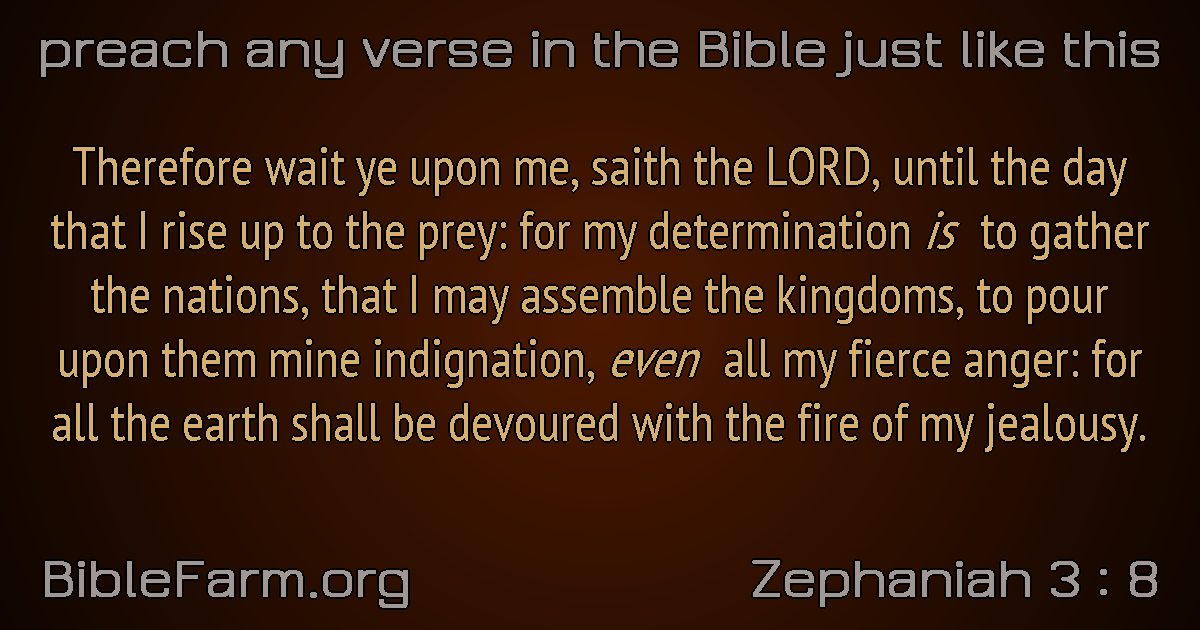 preach any verse in the Bible just like this
Therefore wait ye upon me, saith the LORD, until the day
that I rise up to the prey: for my determination is to gather
the nations, that I may assemble the kingdoms, to pour
upon them mine indignation, even all my fierce anger: for
all the earth shall be devoured with the fire of my jealousy.
BibleFarm.org
Zephaniah 3 : 8